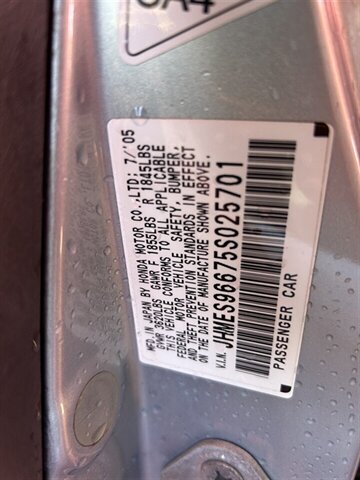 MFD. IN JAPAN BY HONDA MOTOR CO.,LTD; 7/'05
GVWR 3620LBS GAWR F 1855LBS R 1845LBS
THIS VEHICLE CONFORMS TO ALL APPLICABLE
FEDERAL MOTOR VEHICLE SAFETY, BUMPER,
AND THEFT PREVENTION STANDARDS IN EFFECT
ON THE DATE OF MANUFACTURE SHOWN ABOVE.
V.I.N. JHMES96675S025701
PASSENGER CAR